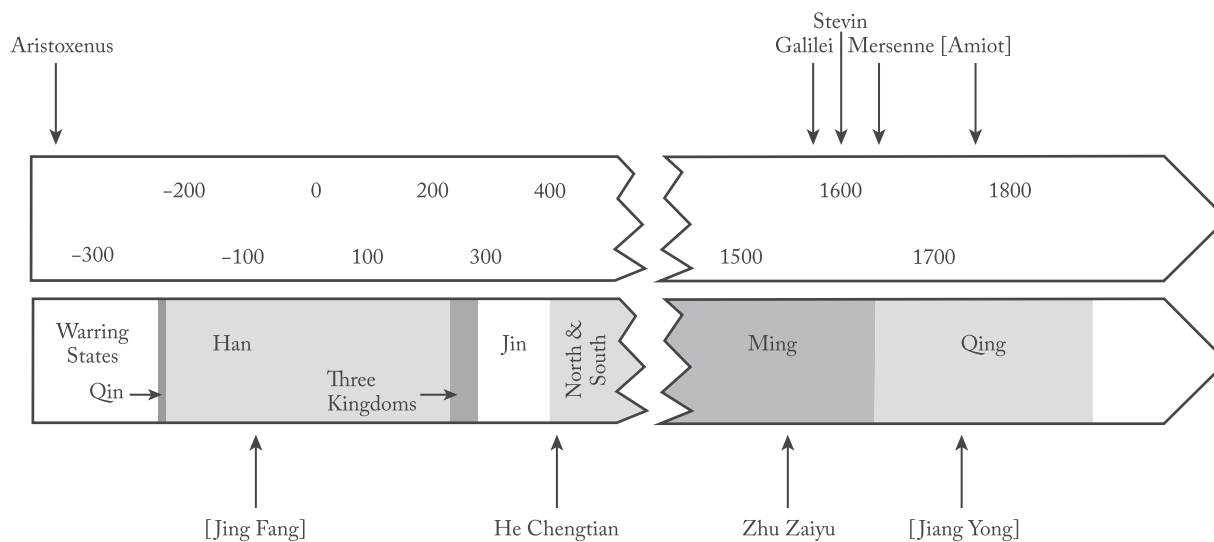 Stevin
Aristoxenus
Galilei
Mersenne
[Amiot]
–200
0
200
400
1600
1800
–300
–100
100
300
1500
1700
Warring
States
Qin
Han
Three
Kingdoms
Jin
North &
South
Ming
Qing
[Jing Fang]
He Chengtian
Zhu Zaiyu
[Jiang Yong]